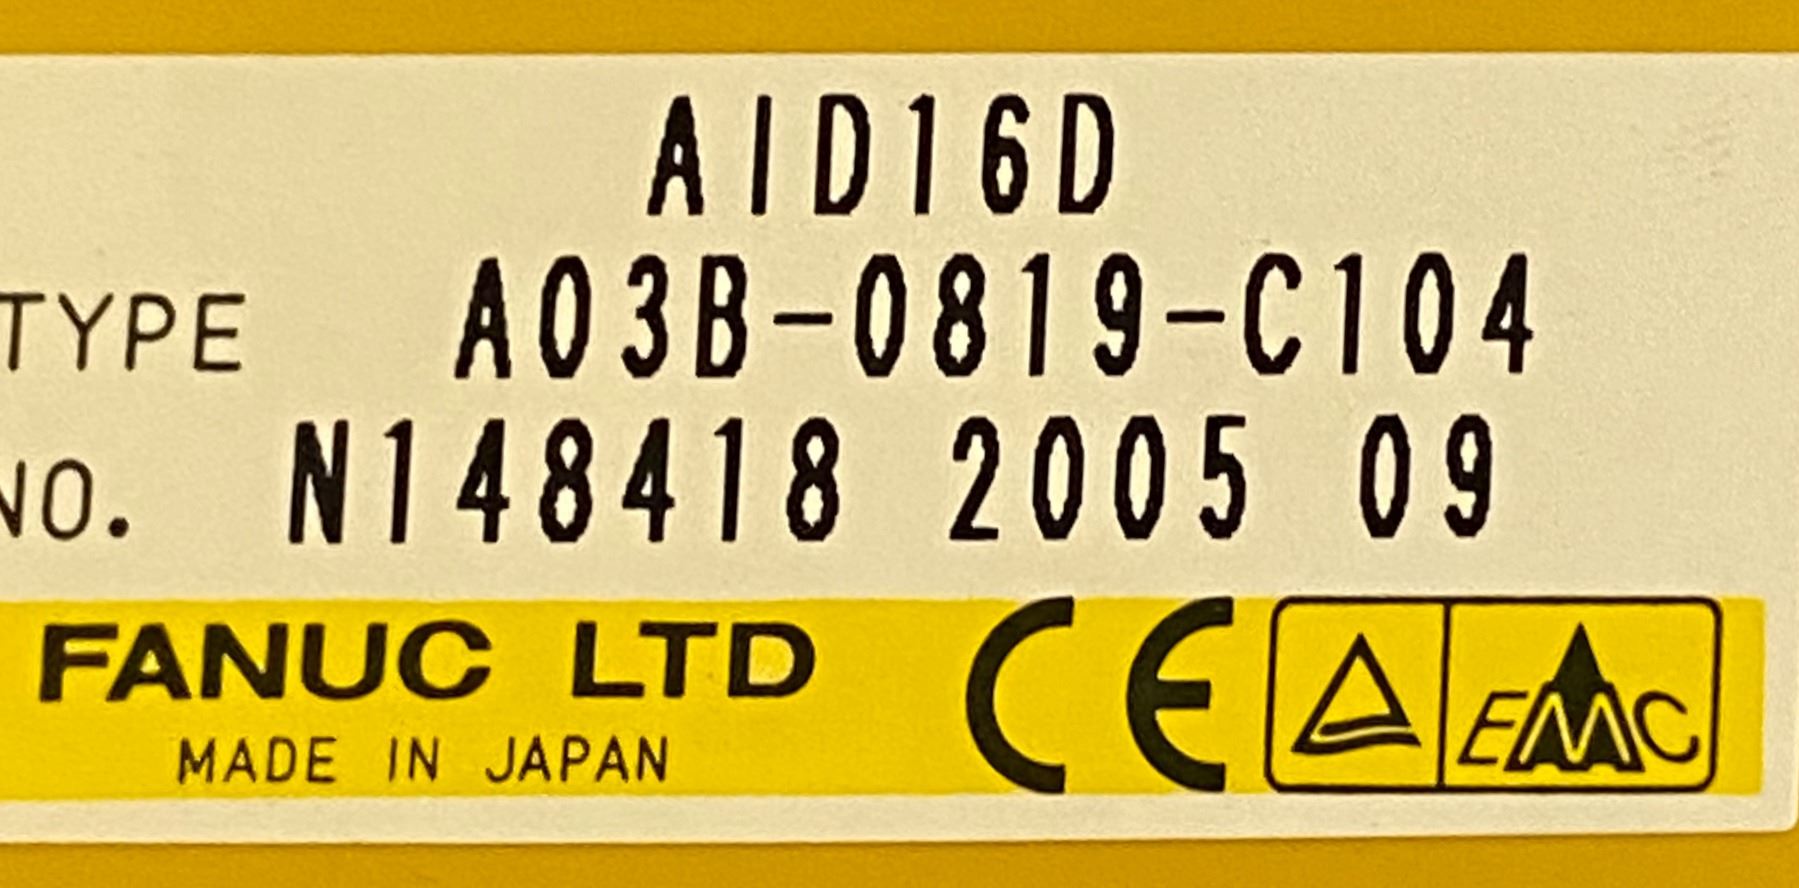 AID16D
TYPE A03B-0819-C104
NO. N148418 2005 09
FANUC LTD CE
EMC
MADE IN JAPAN